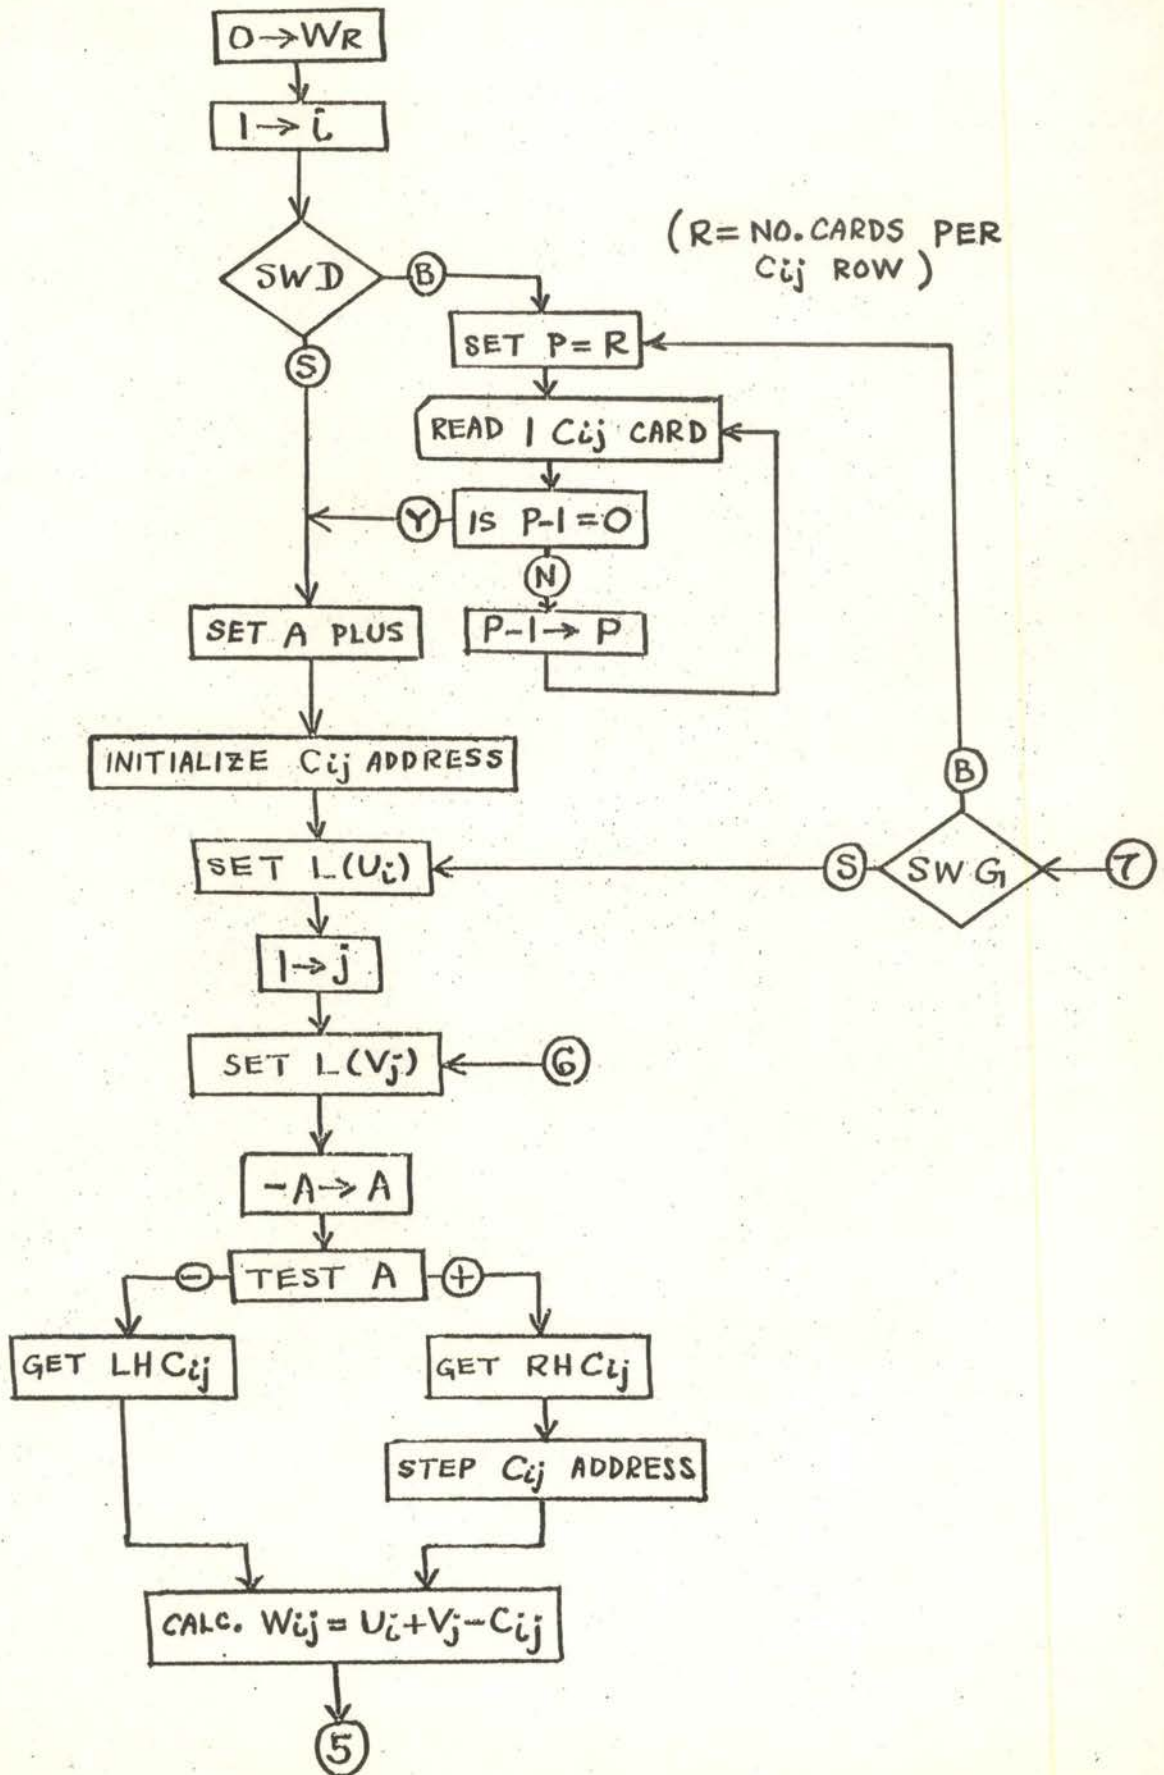 O→WR
1→i
SWD
B
(R= NO. CARDS PER
Cij ROW)
SET P=R
S
READ 1 Cij CARD
Y
IS P-1=0
N
SET A PLUS
P-1→P
INITIALIZE Cij ADDRESS
B
SET L(Ui)
S
SW G
7
1→j
SET L(Vj)
6
-A→A
-
TEST A
+
GET LH Cij
GET RH Cij
STEP Cij ADDRESS
CALC. Wij = Ui+Vj-Cij
5